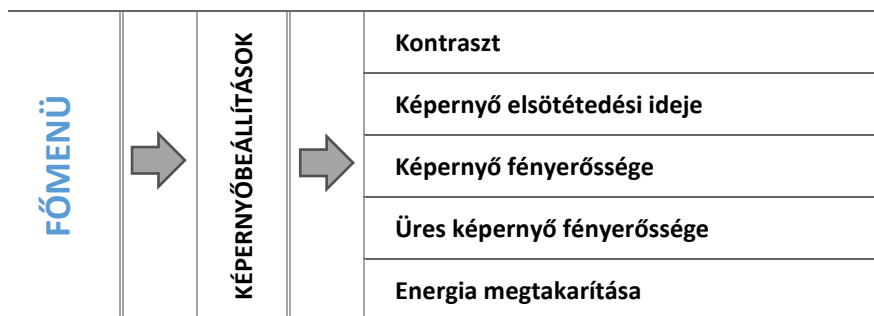 FŐMENÜ
KÉPERNYŐBEÁLLÍTÁSOK
Kontraszt
Képernyő elsötétedési ideje
Képernyő fényerőssége
Üres képernyő fényerőssége
Energia megtakarítása